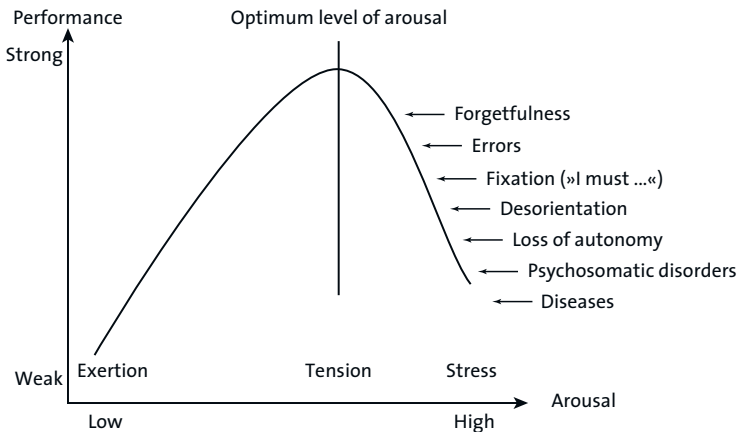 Performance
Optimum level of arousal
Strong
Forgetfulness
Errors
Fixation (»I must ...«)
Desorientation
Loss of autonomy
Psychosomatic disorders
Diseases
Weak
Exertion
Tension
Stress
Arousal
Low
High